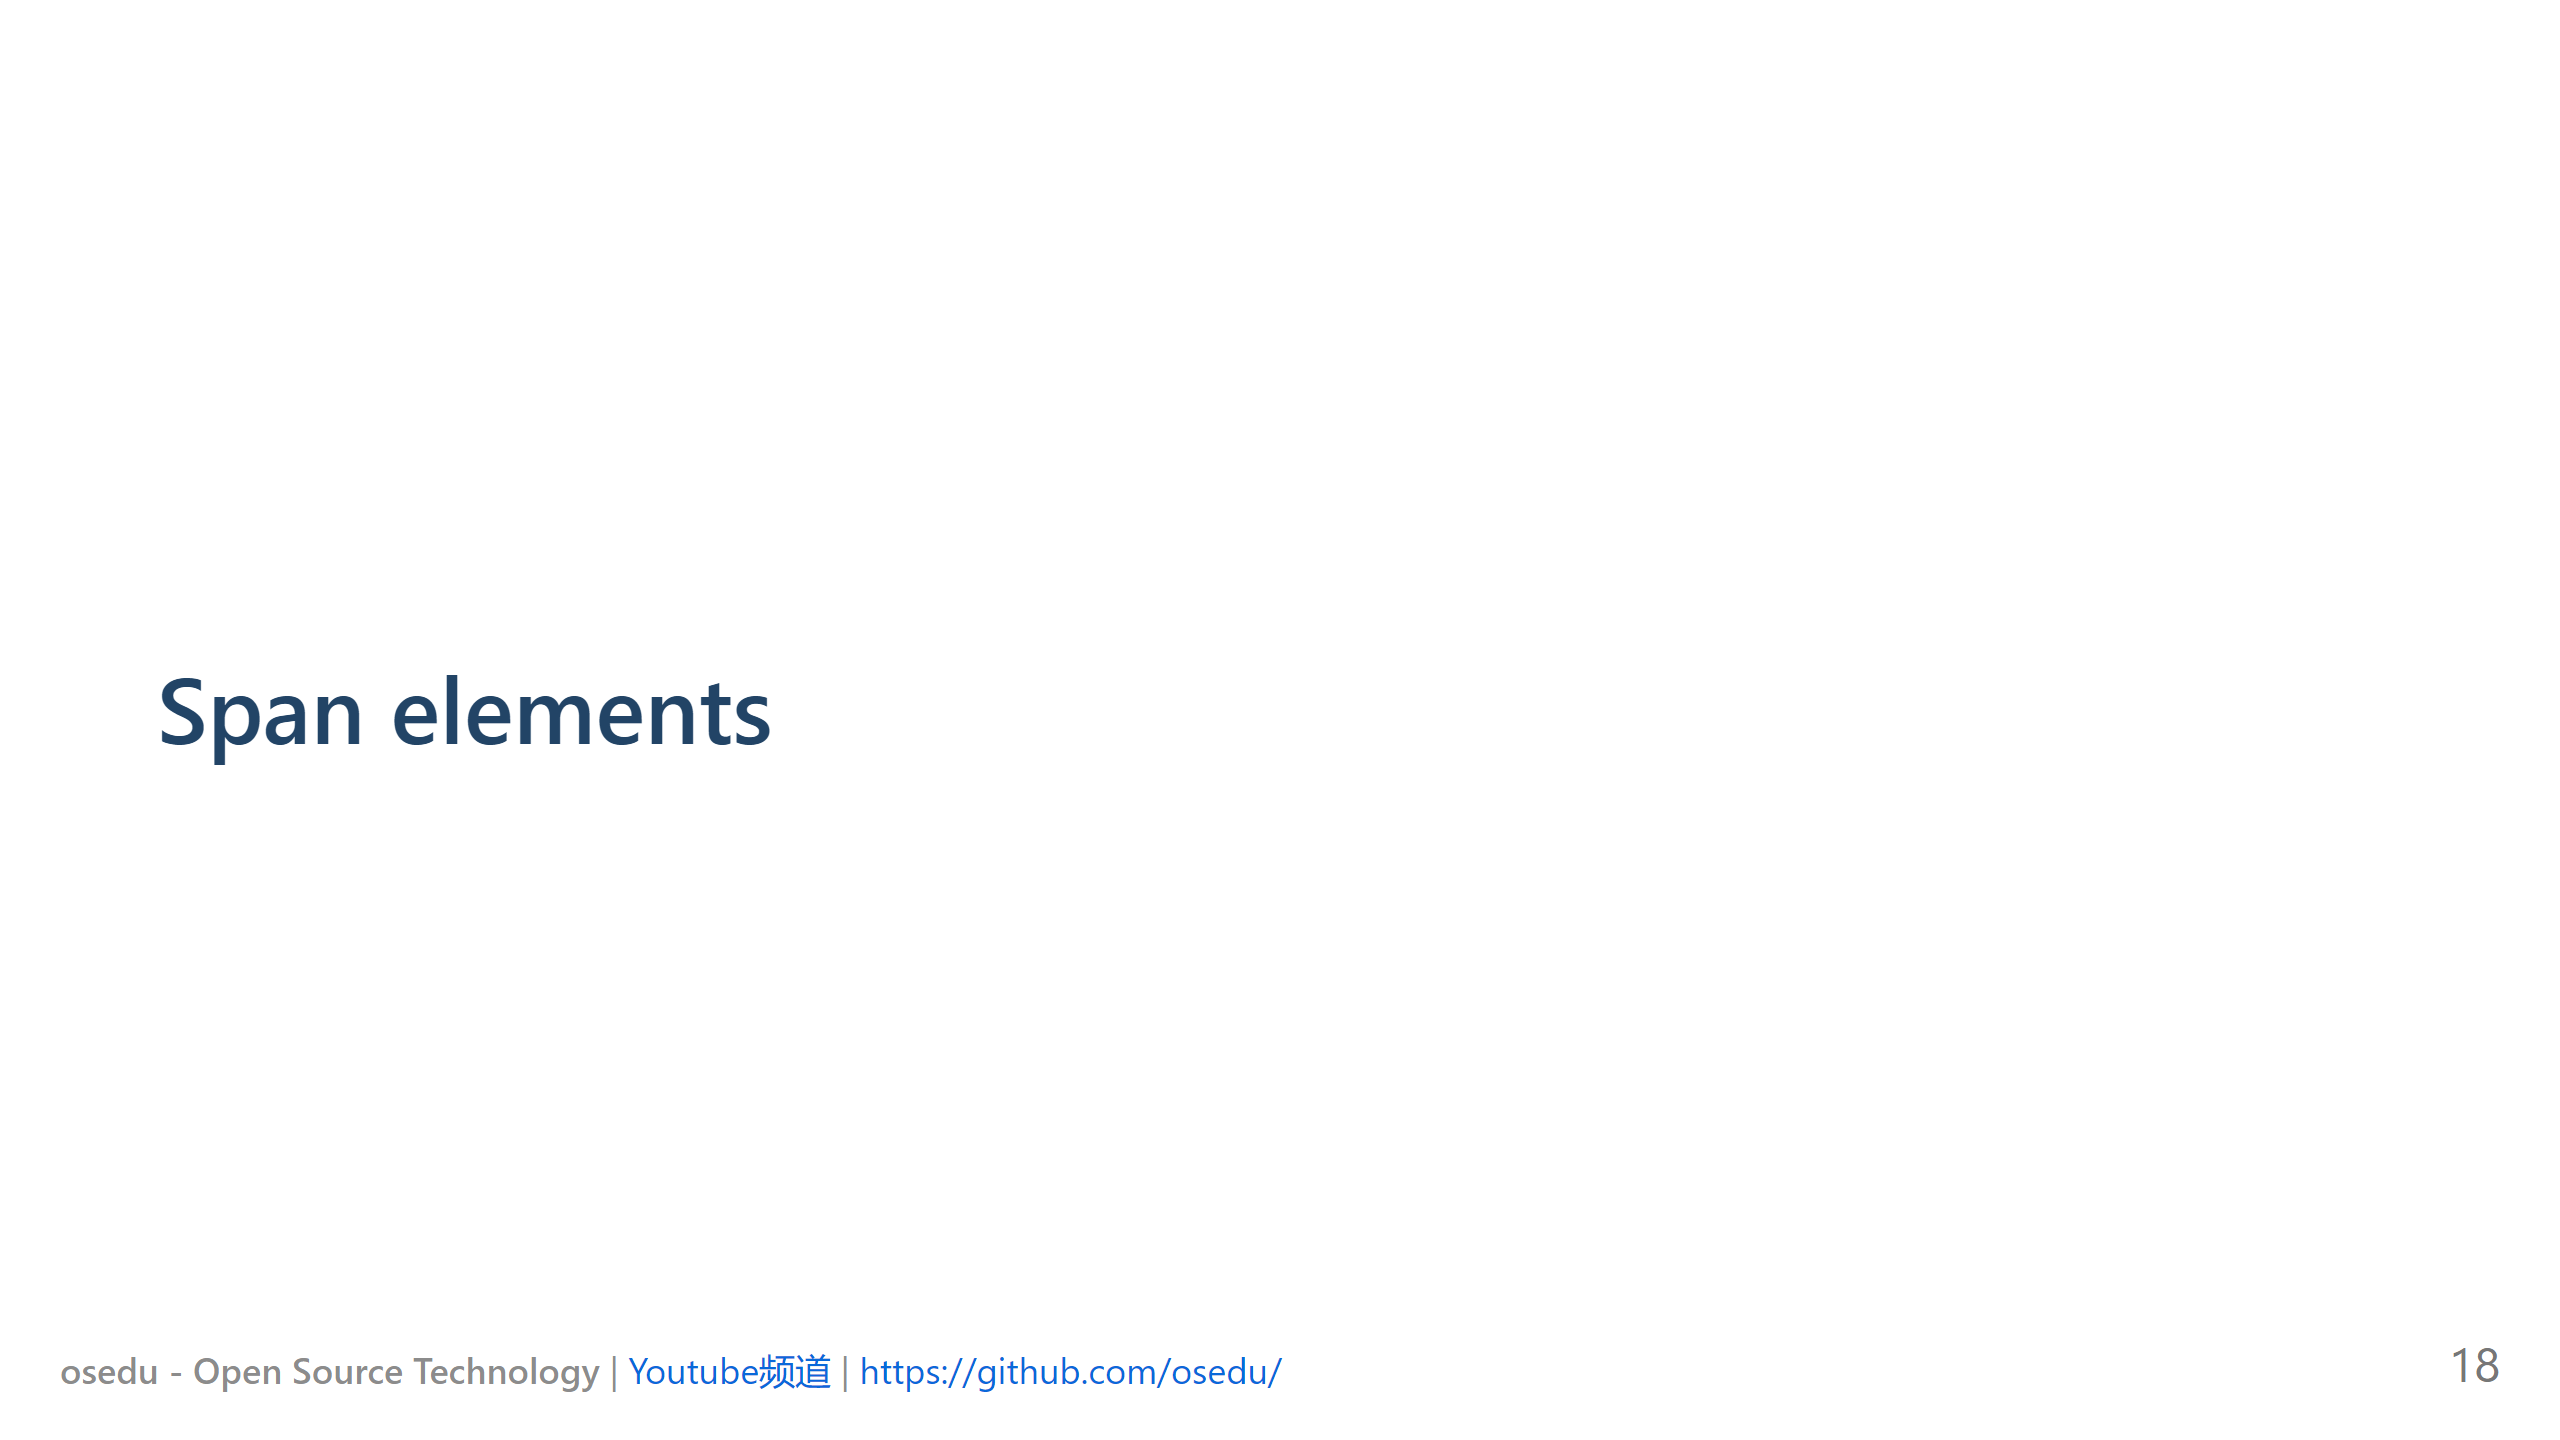 Span elements
osedu - Open Source Technology | Youtube频道 | https://github.com/osedu/
18